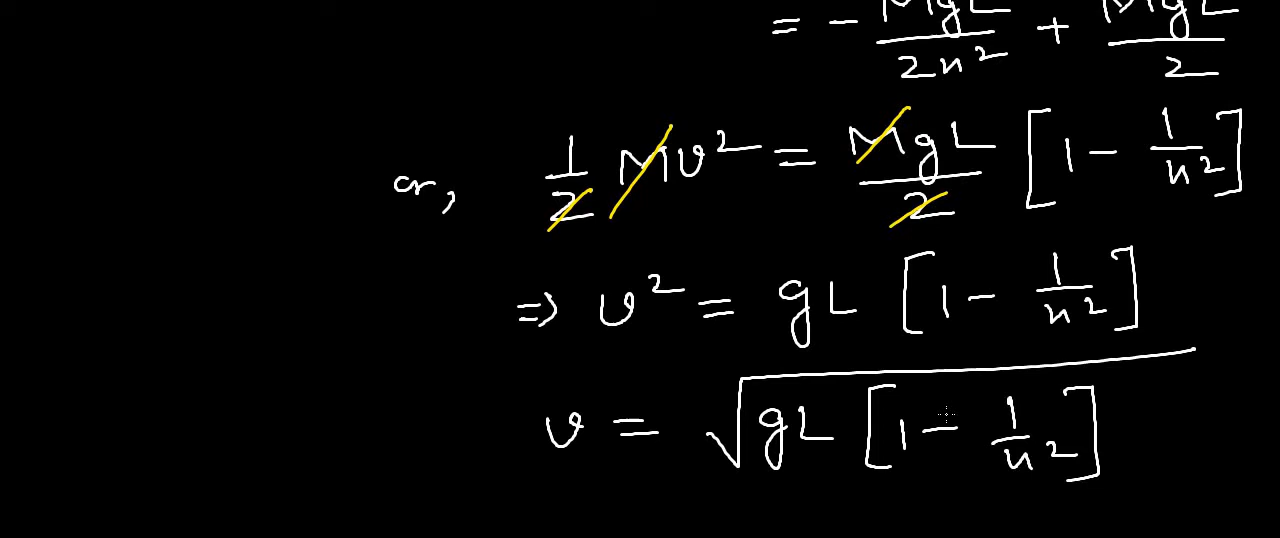 = - MgL/2n² + MgL/2
or, 1/2 Mv² = MgL/2 [1 - 1/n²]
=> v² = gL [1 - 1/n²]
v = √gL [1 - 1/n²]